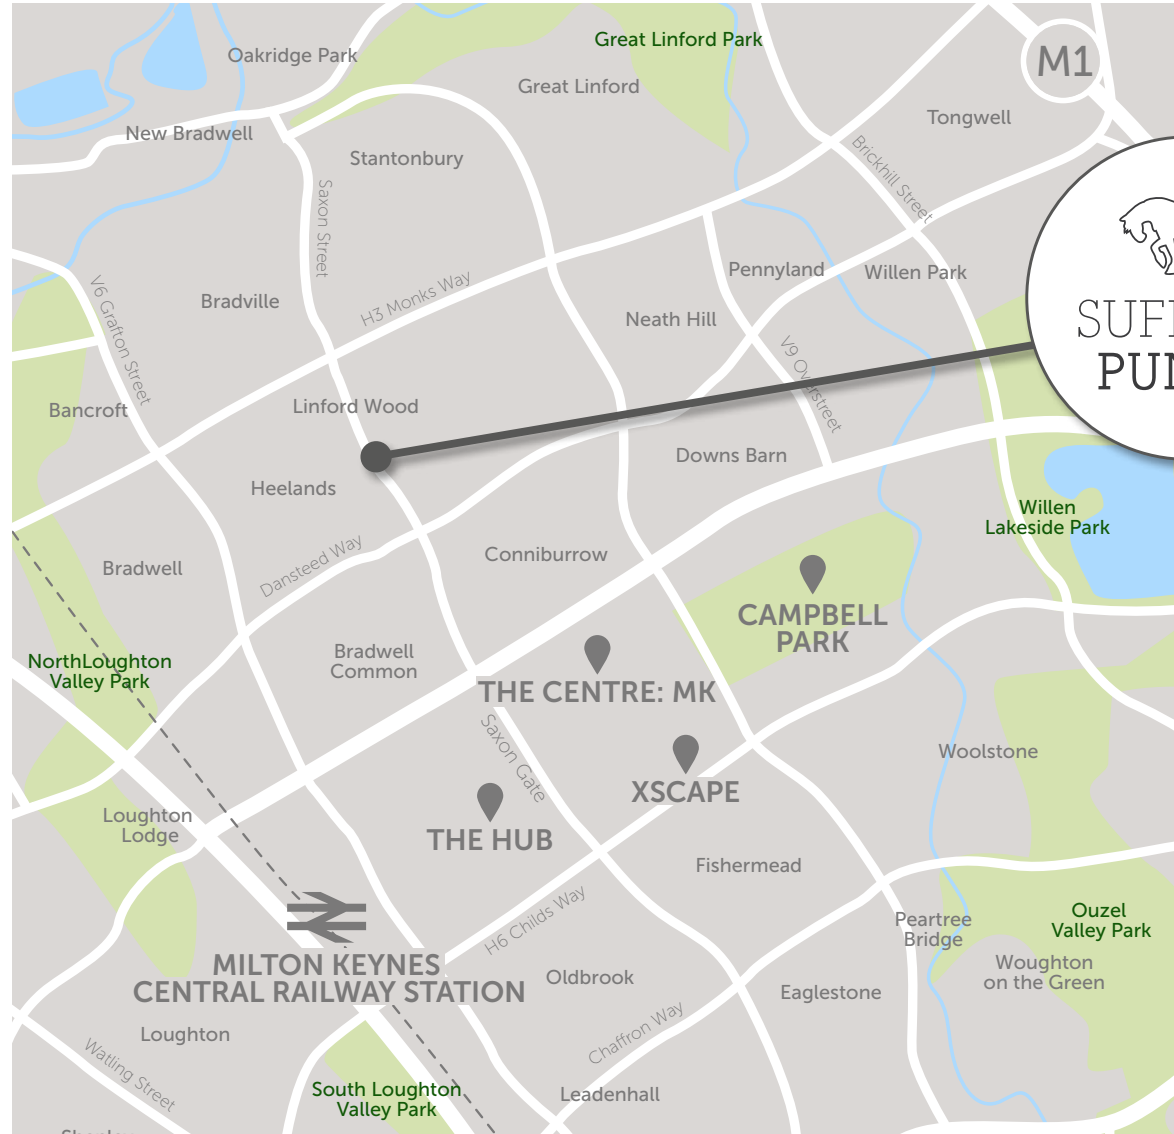 Great Linford Park
Oakridge Park
M1
Great Linford
Tongwell
New Bradwell
Stantonbury
Brickhill Street
Saxon Street
Pennyland
Willen Park
V6 Grafton Street
Bradville
H3 Monks Way
Neath Hill
SUFF
PUN
V9 Overstreet
Bancroft
Linford Wood
Downs Barn
Heelands
Willen
Lakeside Park
Dansteed Way
Conniburrow
Bradwell
CAMPBELL
PARK
Bradwell
Common
NorthLoughton
Valley Park
THE CENTRE: MK
Saxon Gate
Woolstone
XSCAPE
Loughton
Lodge
THE HUB
Fishermead
H6 Childs Way
Peartree
Bridge
Ouzel
Valley Park
MILTON KEYNES
CENTRAL RAILWAY STATION
Oldbrook
Woughton
on the Green
Eaglestone
Loughton
Chaffron Way
Watling Street
South Loughton
Valley Park
Leadenhall